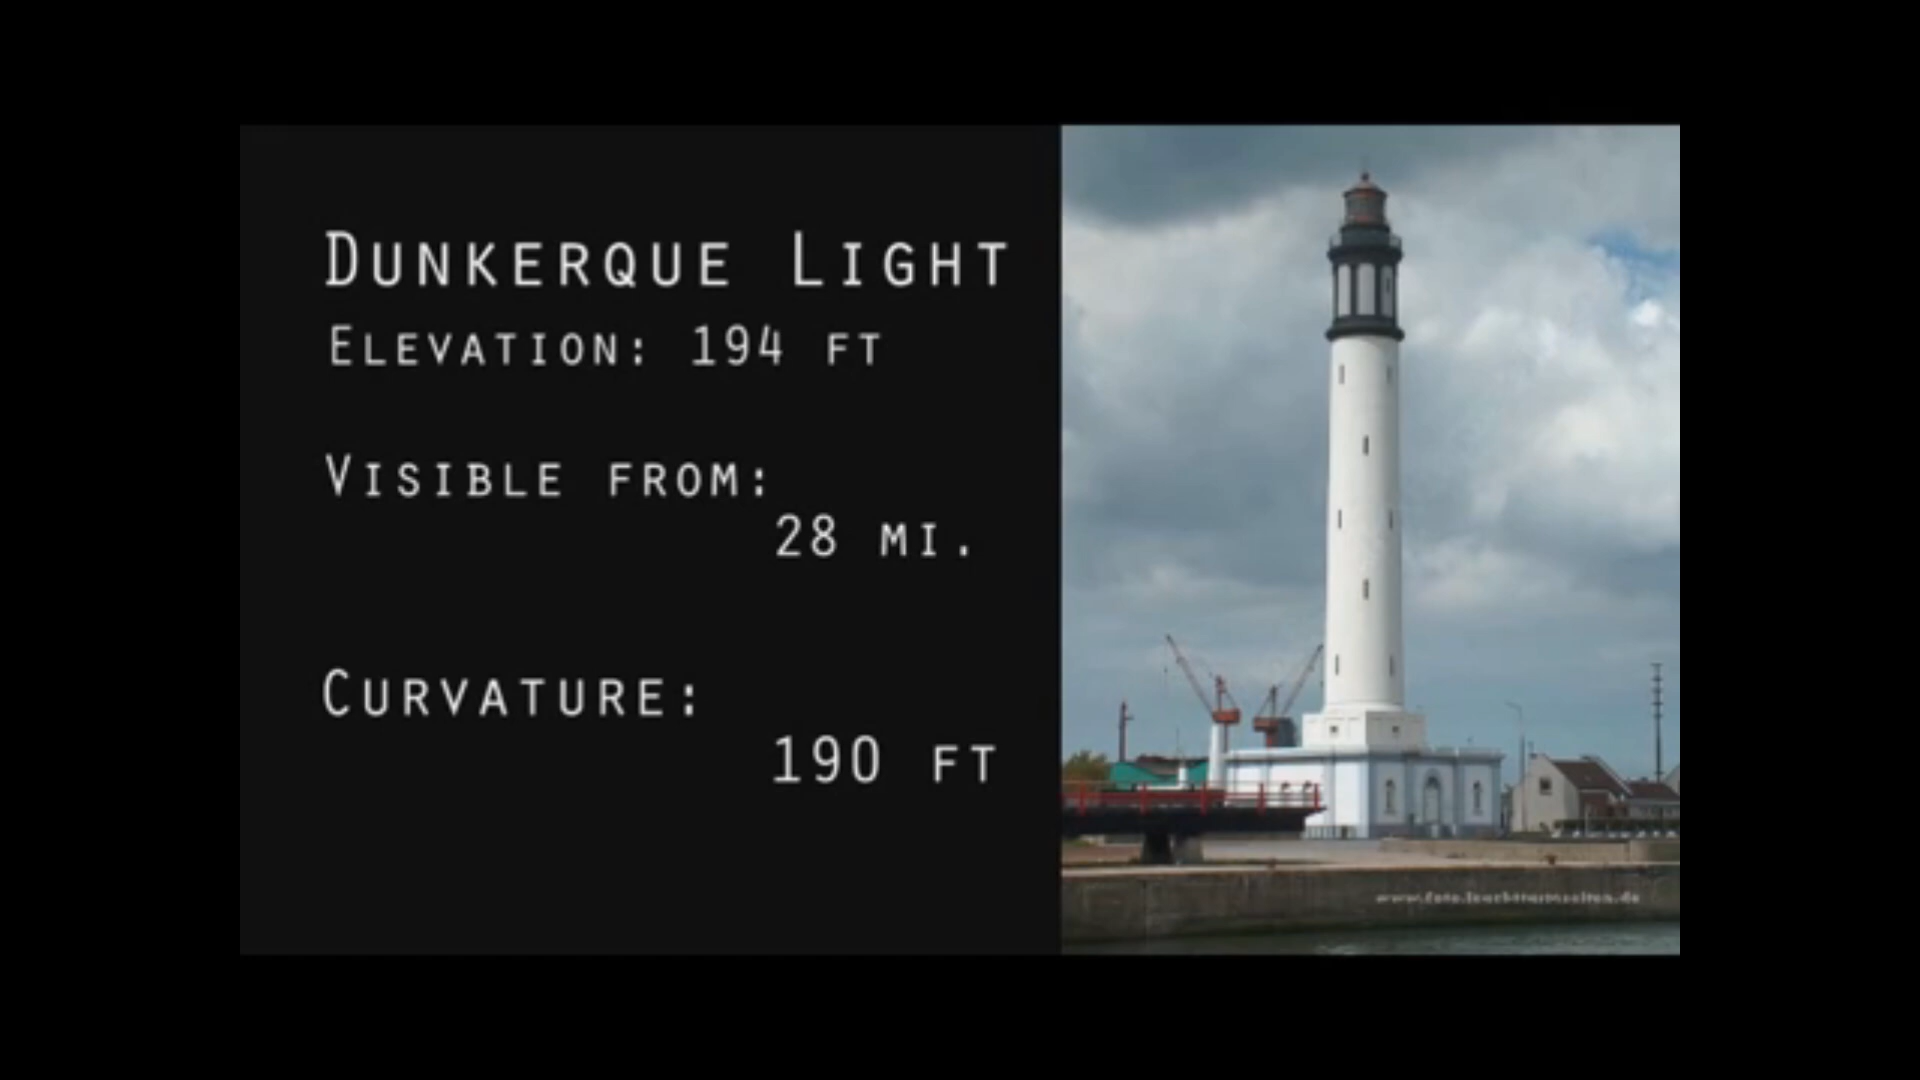 Dunkerque Light
Elevation: 194 ft
Visible from:
28 mi.
Curvature:
190 ft